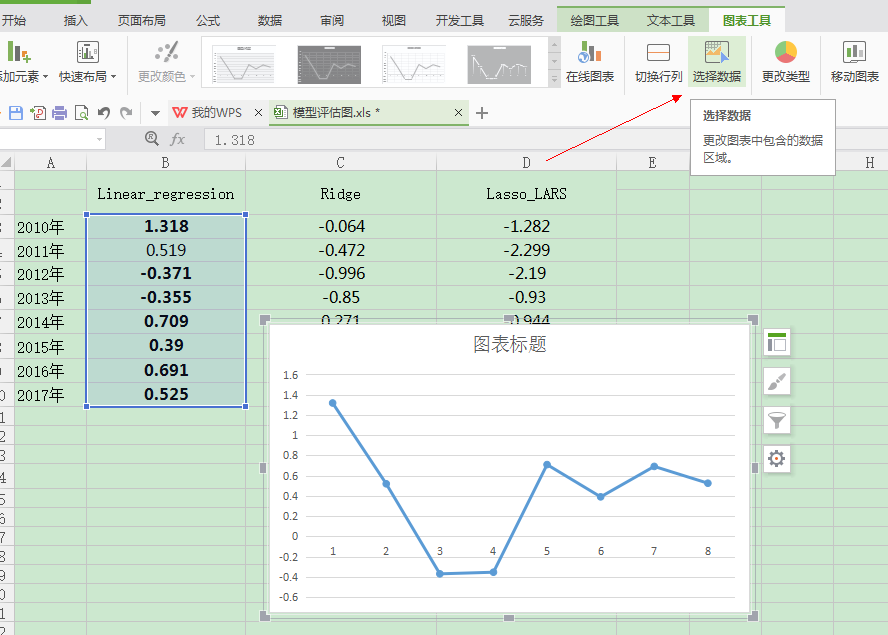 开始 插入 页面布局 公式 数据 审阅 视图 开发工具 云服务 绘图工具 文本工具 图表工具
加元素 快速布局 更改颜色 在线图表 切换行列 选择数据 更改类型 移动图表
我的WPS 模型评估图.xls *
fx 1.318
选择数据
更改图表中包含的数据
区域。
A B C D E H
Linear_regression Ridge Lasso_LARS
2010年 1.318 -0.064 -1.282
2011年 0.519 -0.472 -2.299
2012年 -0.371 -0.996 -2.19
2013年 -0.355 -0.85 -0.93
2014年 0.709 0.271 -0.944
2015年 0.39
2016年 0.691
2017年 0.525
图表标题
1.6
1.4
1.2
1
0.8
0.6
0.4
0.2
0
-0.2
-0.4
-0.6
1 2 3 4 5 6 7 8